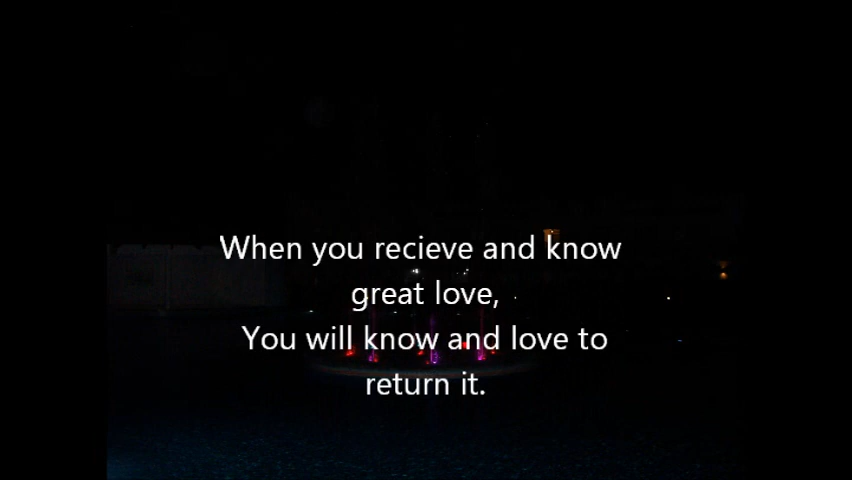 When you recieve and know
great love,
You will know and love to
return it.